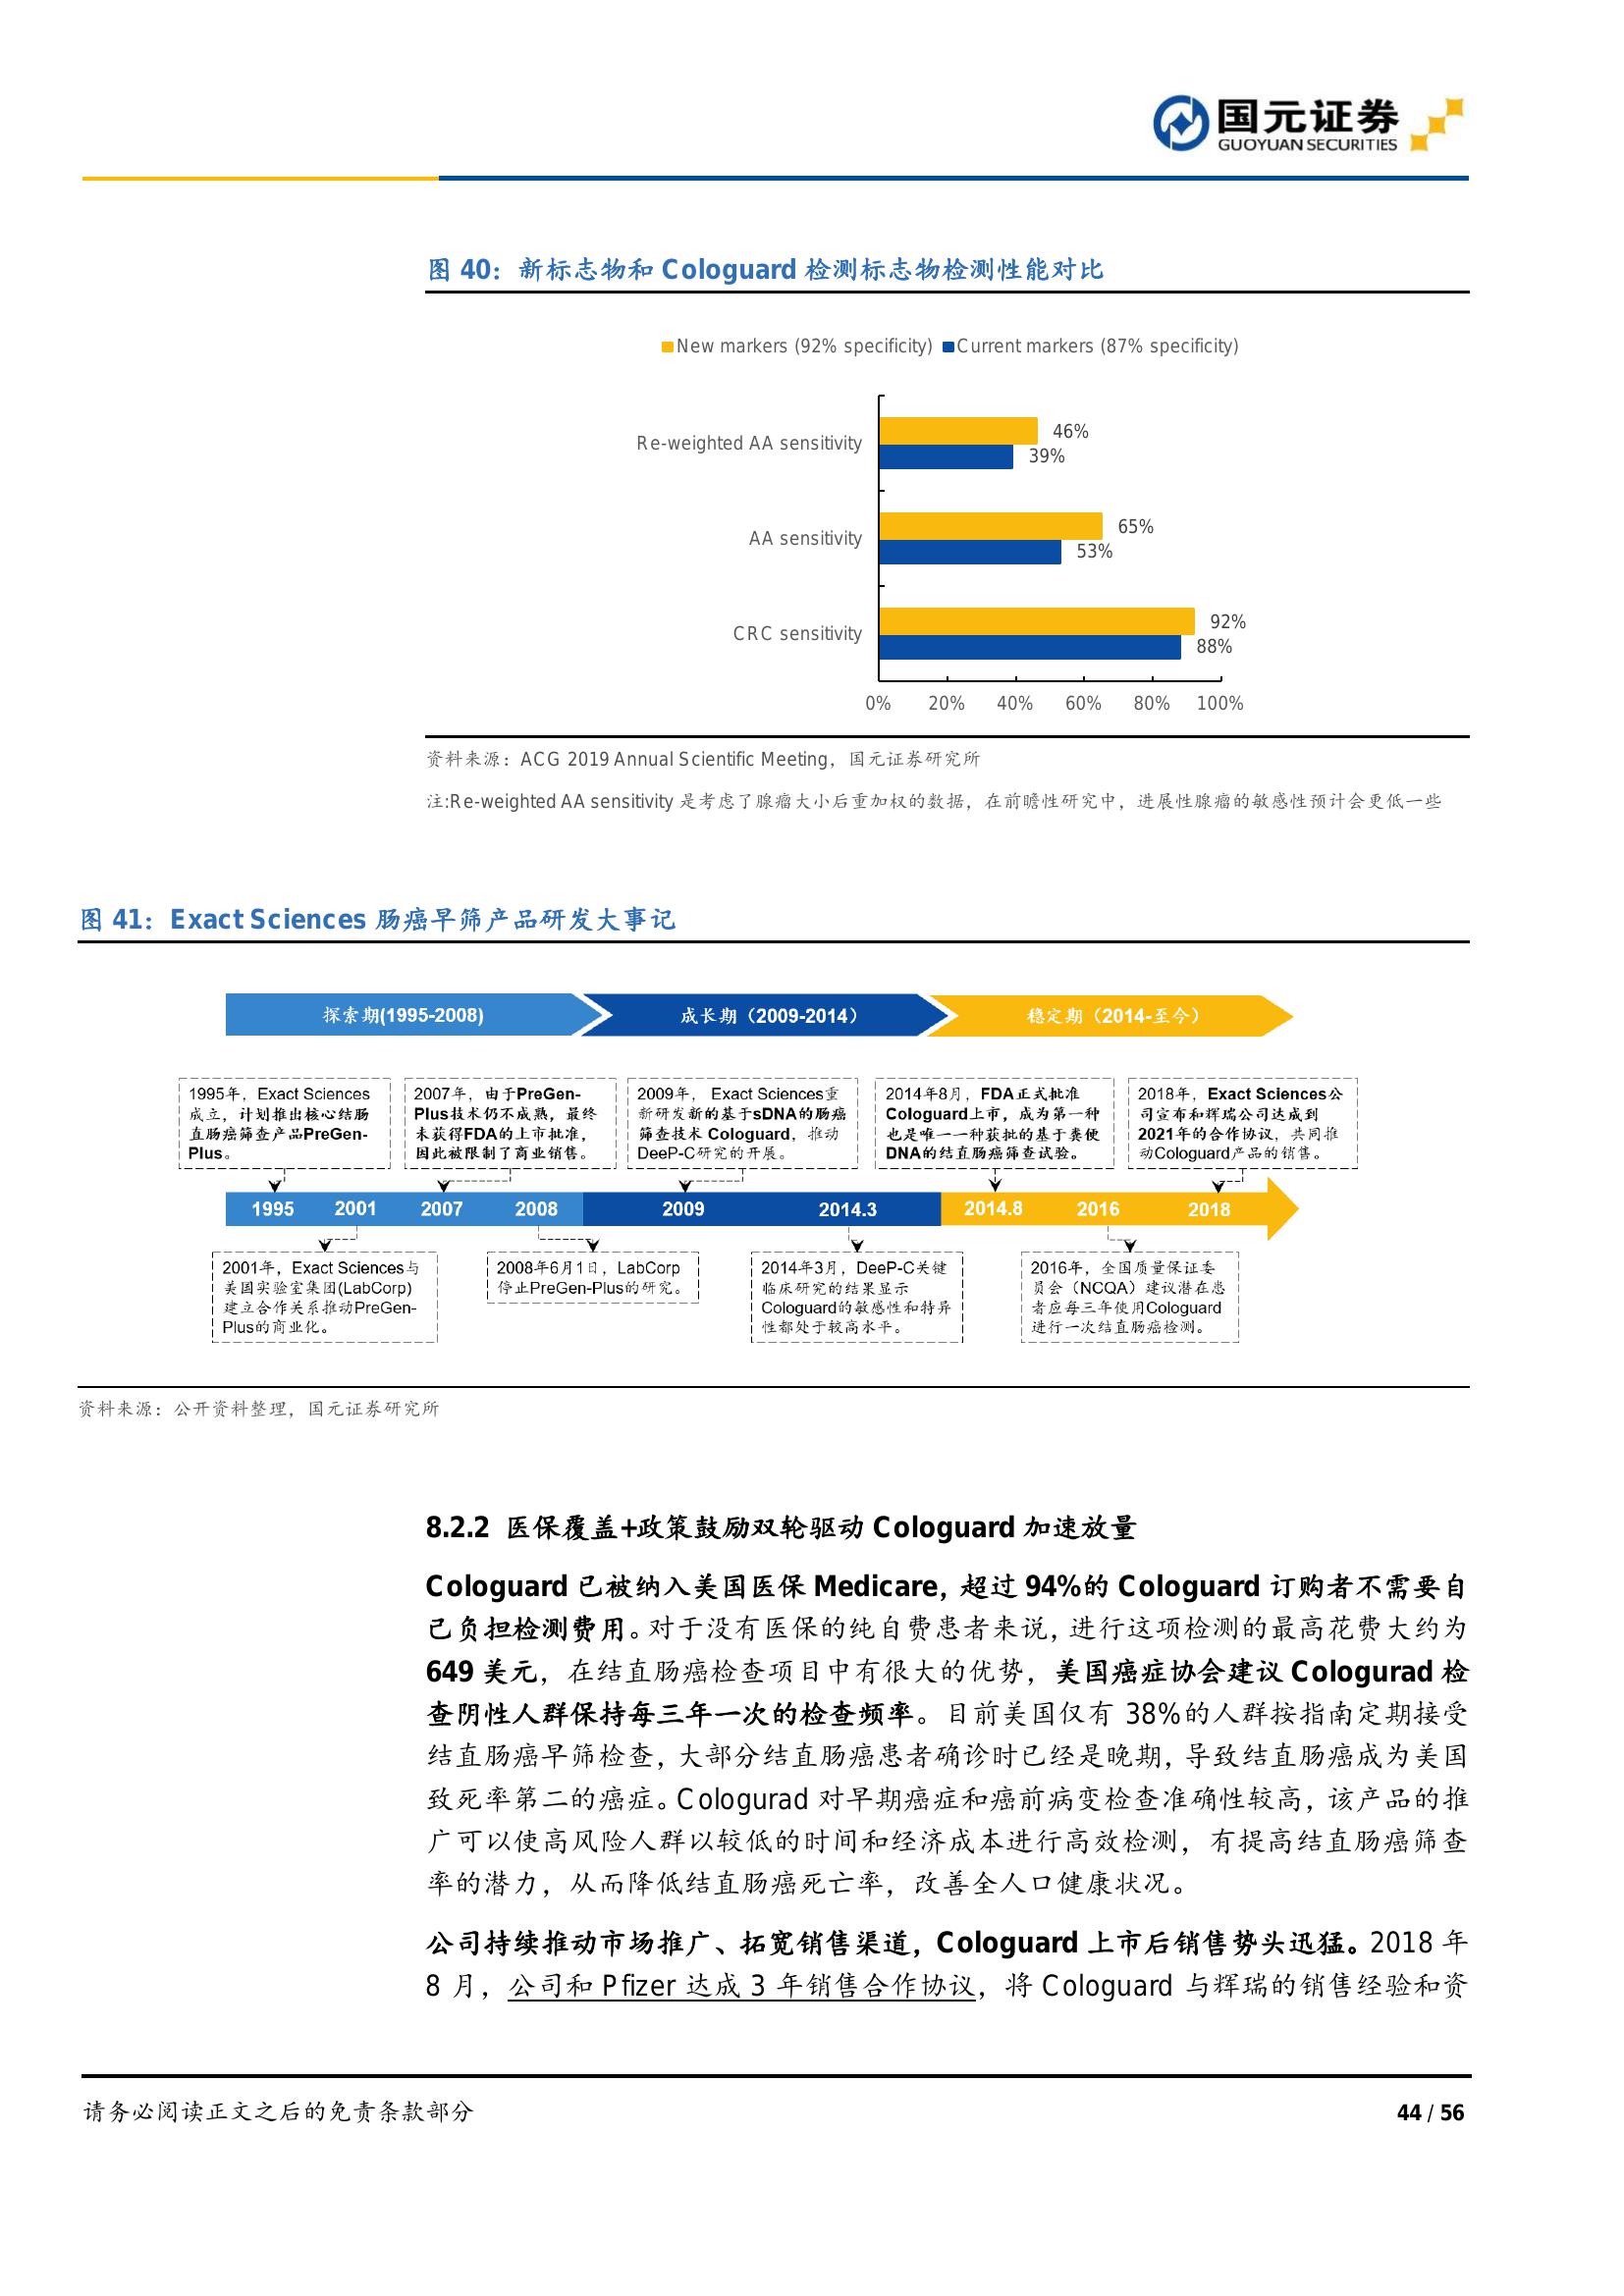 国元证券
GUOYUAN SECURITIES
图 40：新标志物和 Cologuard 检测标志物检测性能对比
New markers (92% specificity) Current markers (87% specificity)
Re-weighted AA sensitivity
46%
39%
AA sensitivity
65%
53%
CRC sensitivity
92%
88%
0% 20% 40% 60% 80% 100%
资料来源：ACG 2019 Annual Scientific Meeting，国元证券研究所
注:Re-weighted AA sensitivity 是考虑了腺瘤大小后重加权的数据，在前瞻性研究中，进展性腺瘤的敏感性预计会更低一些
图 41：Exact Sciences 肠癌早筛产品研发大事记
探索期(1995-2008)
成长期（2009-2014）
稳定期（2014-至今）
1995年，Exact Sciences
成立，计划推出核心结肠
直肠癌筛查产品PreGen-
Plus。
2007年，由于PreGen-
Plus技术仍不成熟，最终
未获得FDA的上市批准，
因此被限制了商业销售。
2009年， Exact Sciences重
新研发新的基于sDNA的肠癌
筛查技术 Cologuard，推动
DeeP-C研究的开展。
2014年8月，FDA正式批准
Cologuard上市，成为第一种
也是唯一一种获批的基于粪便
DNA的结直肠癌筛查试验。
2018年，Exact Sciences公
司宣布和辉瑞公司达成到
2021年的合作协议，共同推
动Cologuard产品的销售。
1995 2001 2007 2008 2009 2014.3 2014.8 2016 2018
2001年，Exact Sciences与
美国实验室集团(LabCorp)
建立合作关系推动PreGen-
Plus的商业化。
2008年6月1日，LabCorp
停止PreGen-Plus的研究。
2014年3月，DeeP-C关键
临床研究的结果显示
Cologuard的敏感性和特异
性都处于较高水平。
2016年，全国质量保证委
员会（NCQA）建议潜在患
者应每三年使用Cologuard
进行一次结直肠癌检测。
资料来源：公开资料整理，国元证券研究所
8.2.2 医保覆盖+政策鼓励双轮驱动 Cologuard 加速放量
Cologuard 已被纳入美国医保 Medicare，超过 94%的 Cologuard 订购者不需要自
己负担检测费用。对于没有医保的纯自费患者来说，进行这项检测的最高花费大约为
649 美元，在结直肠癌检查项目中有很大的优势，美国癌症协会建议 Cologurad 检
查阴性人群保持每三年一次的检查频率。目前美国仅有 38%的人群按指南定期接受
结直肠癌早筛检查，大部分结直肠癌患者确诊时已经是晚期，导致结直肠癌成为美国
致死率第二的癌症。Cologurad 对早期癌症和癌前病变检查准确性较高，该产品的推
广可以使高风险人群以较低的时间和经济成本进行高效检测，有提高结直肠癌筛查
率的潜力，从而降低结直肠癌死亡率，改善全人口健康状况。
公司持续推动市场推广、拓宽销售渠道，Cologuard 上市后销售势头迅猛。2018 年
8 月，公司和 Pfizer 达成 3 年销售合作协议，将 Cologuard 与辉瑞的销售经验和资
请务必阅读正文之后的免责条款部分
44 / 56